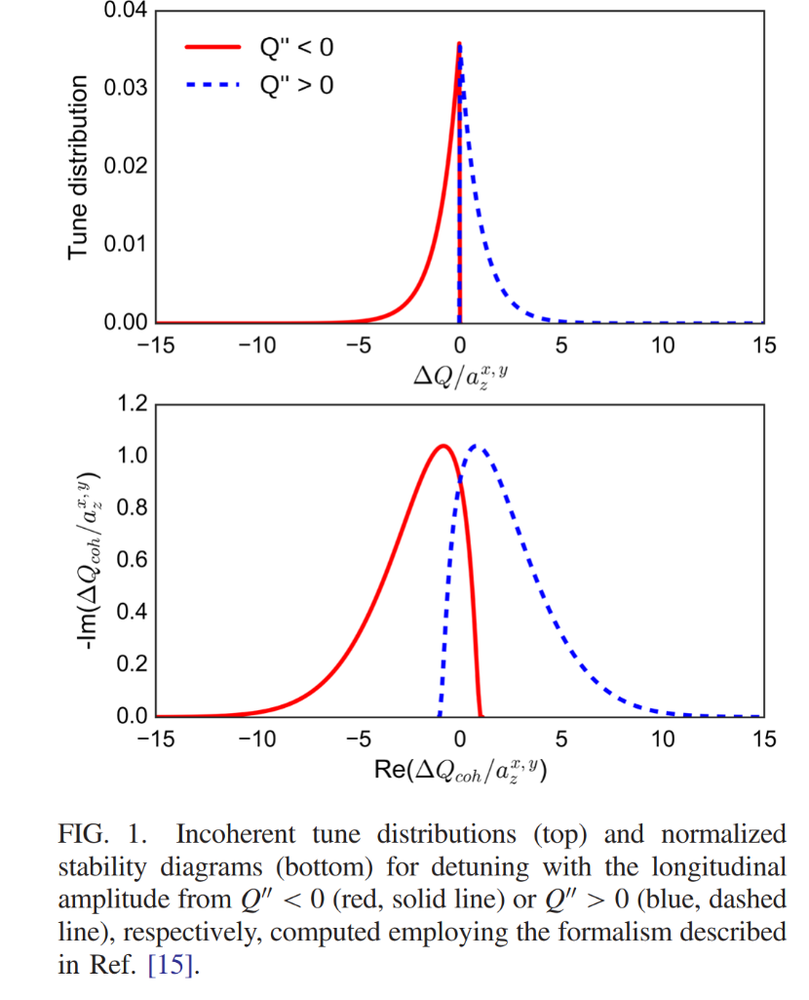 0.04
Q" < 0
Q" > 0
0.03
0.02
0.01
0.00
Tune distribution
−15 −10 −5 0 5 10 15
ΔQ/a_z^{x,y}
1.2
1.0
0.8
0.6
0.4
0.2
0.0
-Im(ΔQ_{coh}/a_z^{x,y})
−15 −10 −5 0 5 10 15
Re(ΔQ_{coh}/a_z^{x,y})
FIG. 1. Incoherent tune distributions (top) and normalized
stability diagrams (bottom) for detuning with the longitudinal
amplitude from Q″ < 0 (red, solid line) or Q″ > 0 (blue, dashed
line), respectively, computed employing the formalism described
in Ref. [15].